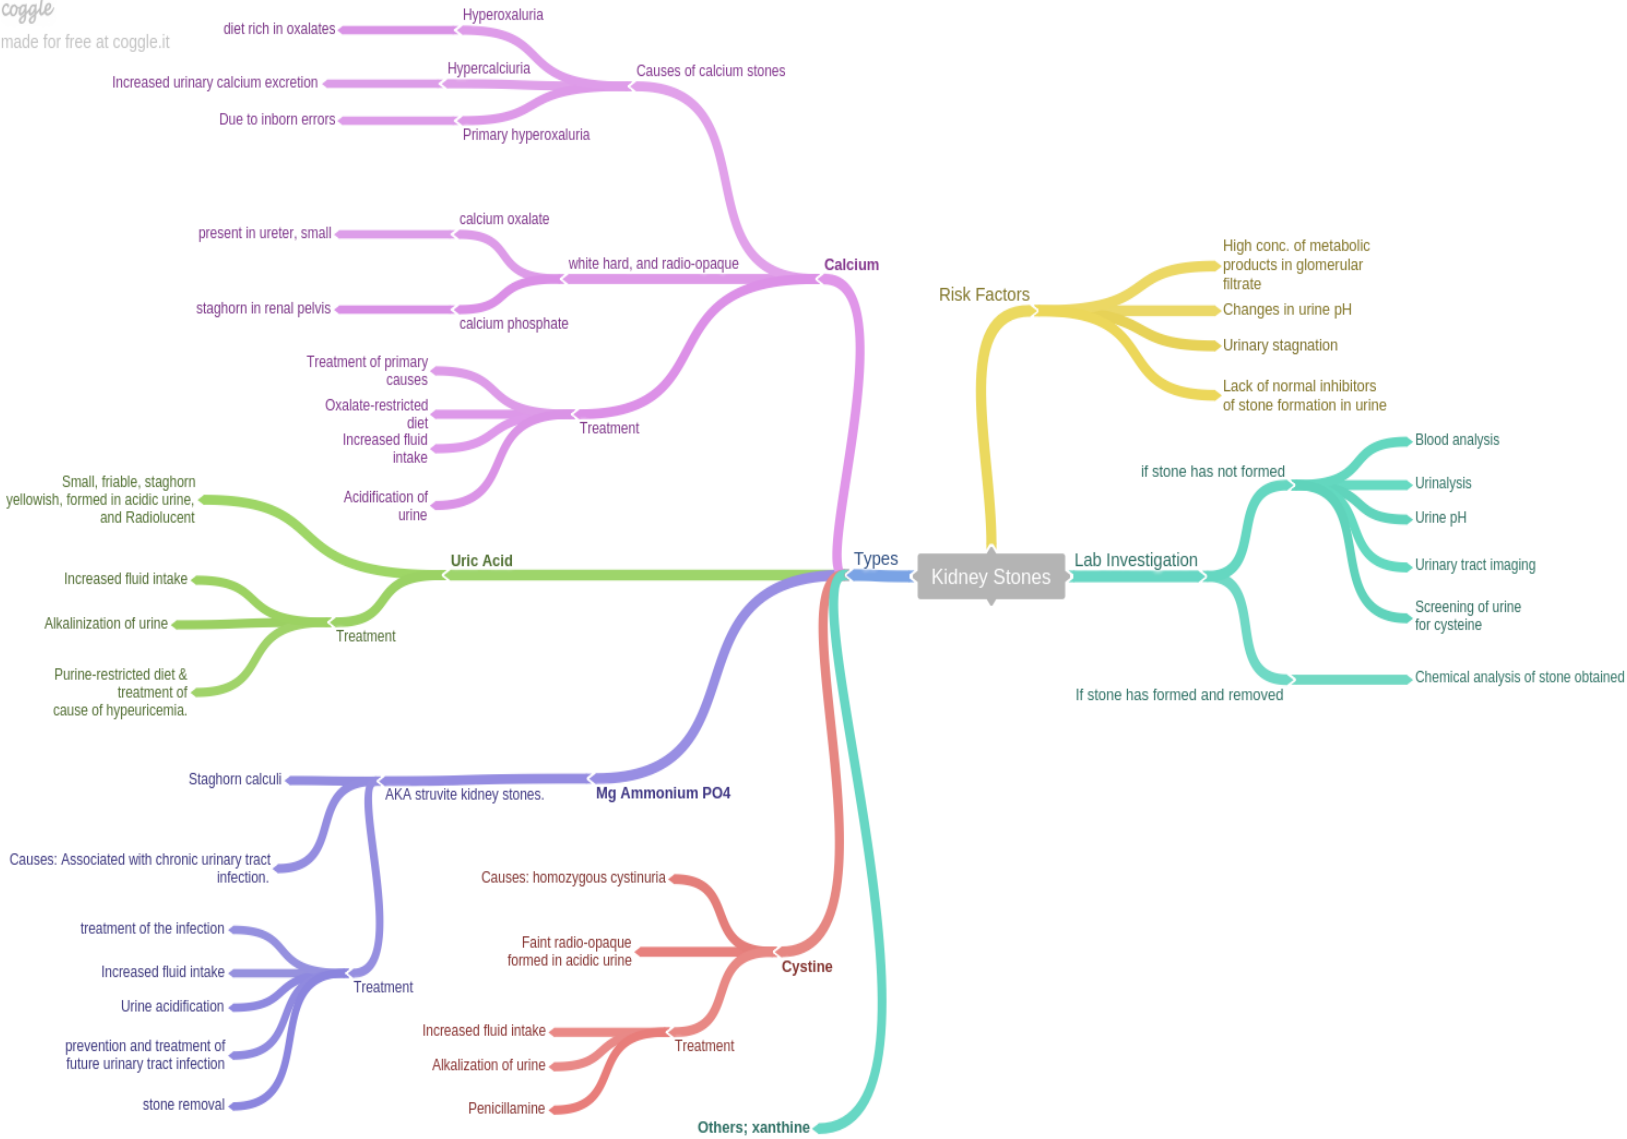 coggle
made for free at coggle.it
Kidney Stones
Types
Calcium
Causes of calcium stones
Hyperoxaluria
diet rich in oxalates
Hypercalciuria
Increased urinary calcium excretion
Primary hyperoxaluria
Due to inborn errors
white hard, and radio-opaque
calcium oxalate
present in ureter, small
calcium phosphate
staghorn in renal pelvis
Treatment
Treatment of primary
causes
Oxalate-restricted
diet
Increased fluid
intake
Acidification of
urine
Uric Acid
Small, friable, staghorn
yellowish, formed in acidic urine,
and Radiolucent
Treatment
Increased fluid intake
Alkalinization of urine
Purine-restricted diet &
treatment of
cause of hypeuricemia.
Mg Ammonium PO4
AKA struvite kidney stones.
Staghorn calculi
Causes: Associated with chronic urinary tract
infection.
Treatment
treatment of the infection
Increased fluid intake
Urine acidification
prevention and treatment of
future urinary tract infection
stone removal
Cystine
Causes: homozygous cystinuria
Faint radio-opaque
formed in acidic urine
Treatment
Increased fluid intake
Alkalization of urine
Penicillamine
Others; xanthine
Risk Factors
High conc. of metabolic
products in glomerular
filtrate
Changes in urine pH
Urinary stagnation
Lack of normal inhibitors
of stone formation in urine
Lab Investigation
if stone has not formed
Blood analysis
Urinalysis
Urine pH
Urinary tract imaging
Screening of urine
for cysteine
If stone has formed and removed
Chemical analysis of stone obtained